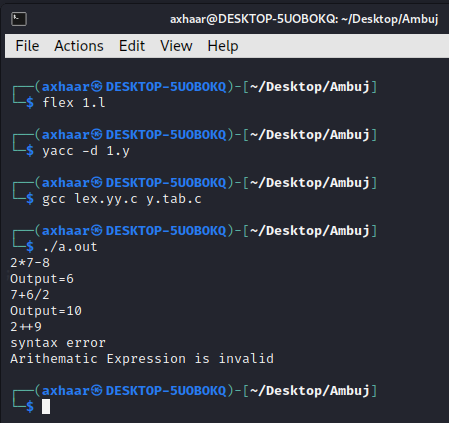 axhaar@DESKTOP-5UOBOKQ: ~/Desktop/Ambuj
File Actions Edit View Help
┌──(axhaar㉿DESKTOP-5UOBOKQ)-[~/Desktop/Ambuj]
└─$ flex 1.l
┌──(axhaar㉿DESKTOP-5UOBOKQ)-[~/Desktop/Ambuj]
└─$ yacc -d 1.y
┌──(axhaar㉿DESKTOP-5UOBOKQ)-[~/Desktop/Ambuj]
└─$ gcc lex.yy.c y.tab.c
┌──(axhaar㉿DESKTOP-5UOBOKQ)-[~/Desktop/Ambuj]
└─$ ./a.out
2*7-8
Output=6
7+6/2
Output=10
2++9
syntax error
Arithematic Expression is invalid
┌──(axhaar㉿DESKTOP-5UOBOKQ)-[~/Desktop/Ambuj]
└─$